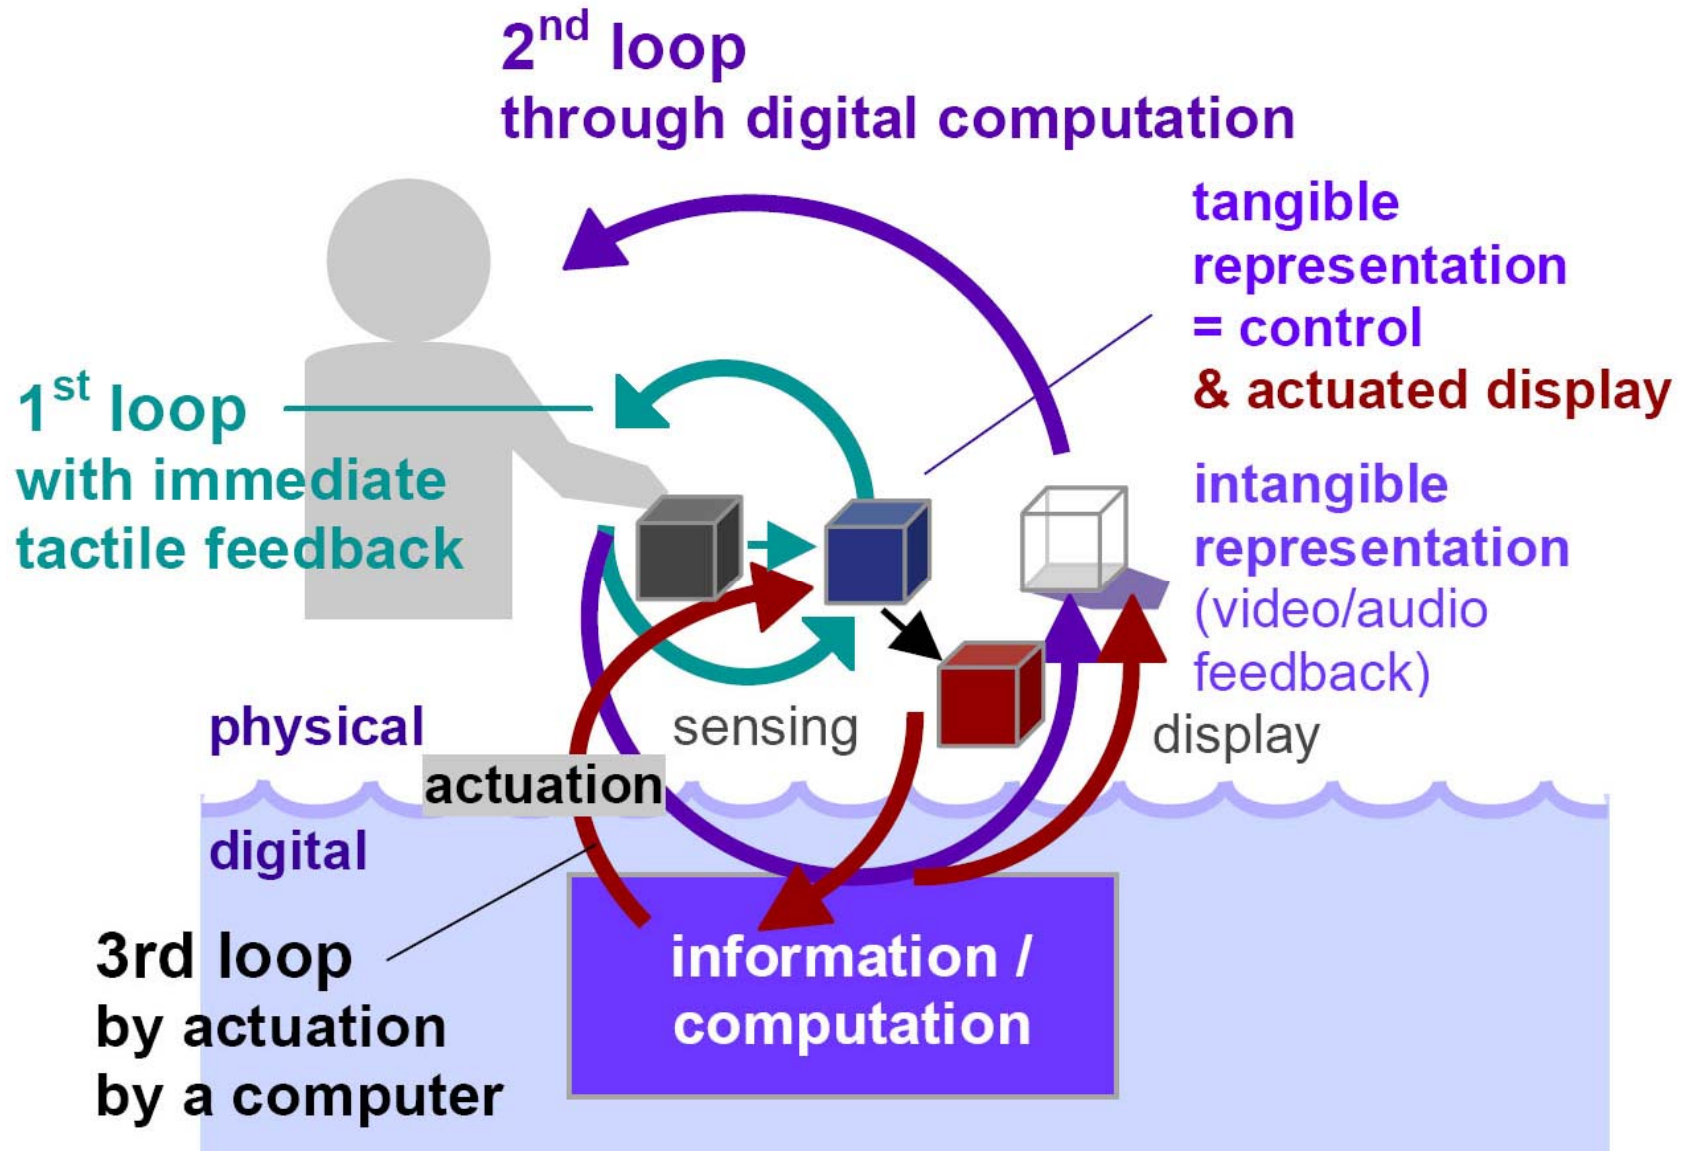 2nd loop
through digital computation
tangible
representation
= control
& actuated display
1st loop
with immediate
tactile feedback
intangible
representation
(video/audio
feedback)
physical
sensing
display
actuation
digital
3rd loop
by actuation
by a computer
information /
computation